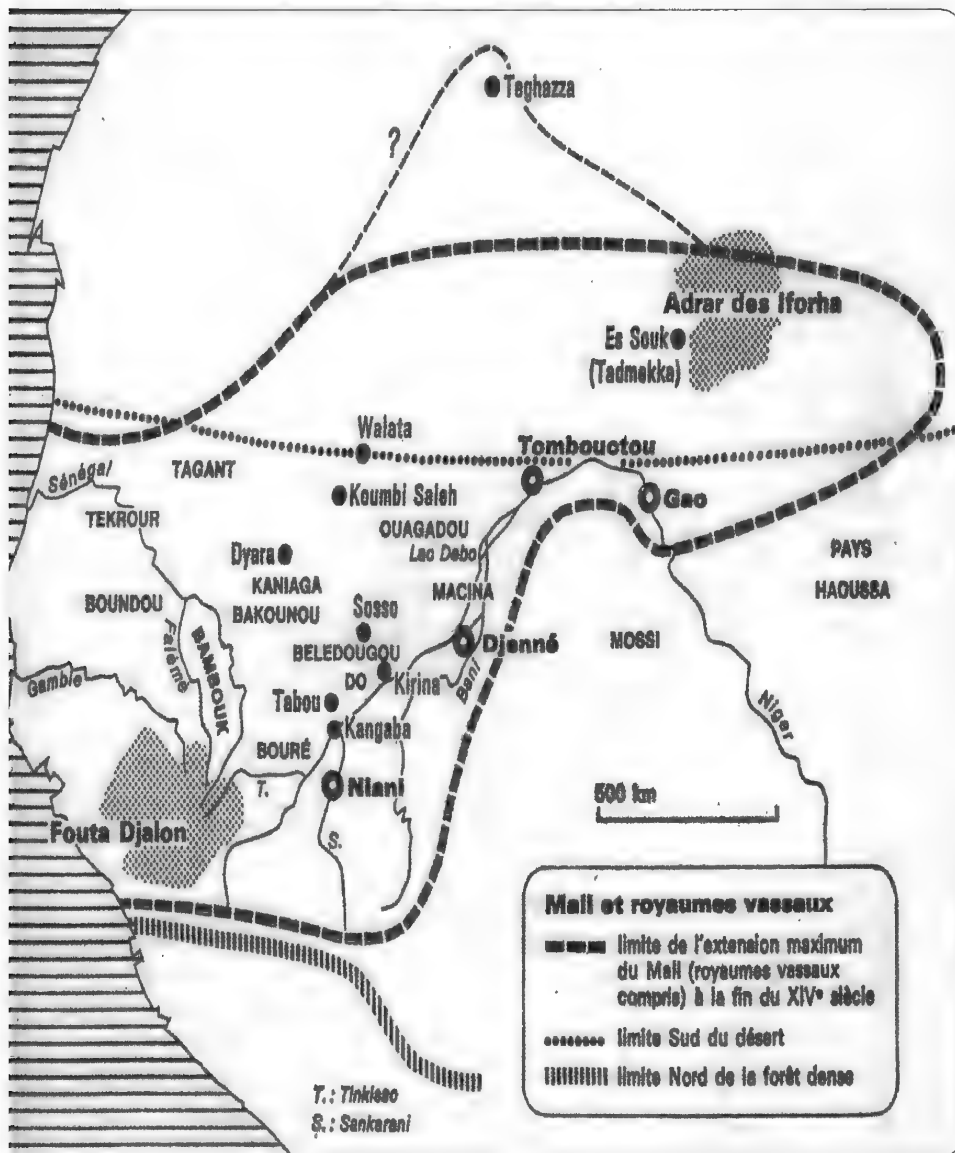 Teghazza
?
Adrar des Iforha
Es Souk
(Tadmekka)
Walata
Tombouctou
Sénégal
TAGANT
Koumbi Saleh
Gao
TEKROUR
OUAGADOU
Lac Debo
PAYS
HAOUSSA
Dyara
KANIAGA
BAKOUNOU
MACINA
BOUNDOU
Sosso
Djenné
MOSSI
Falémé
BAMBOUK
BELEDOUGOU
DO
Kirina
Bani
Gambie
Tabou
Kangaba
Niger
BOURÉ
T.
Niani
500 km
Fouta Djalon
S.
Mali et royaumes vassaux
limite de l'extension maximum
du Mali (royaumes vassaux
compris) à la fin du XIVe siècle
limite Sud du désert
limite Nord de la forêt dense
T. : Tinkisso
S. : Sankarani